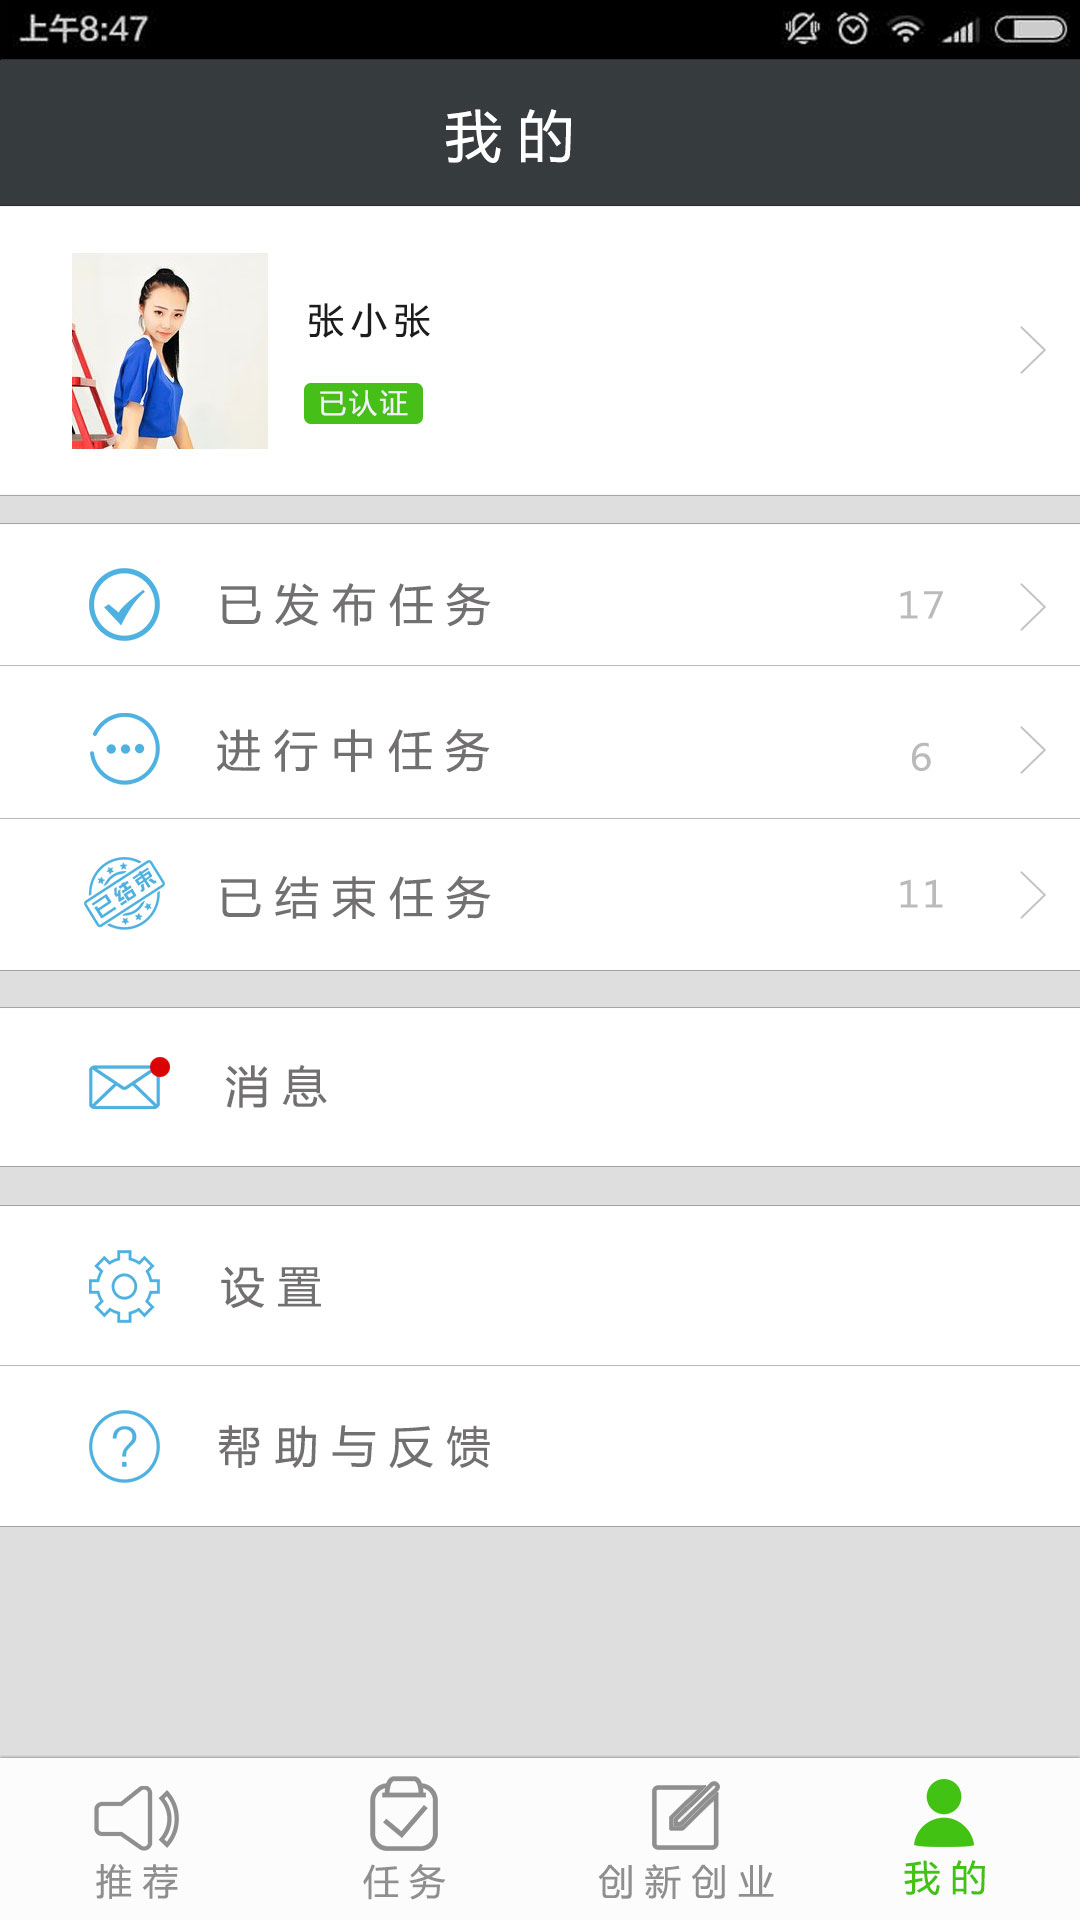 上午8:47
我的
张小张
已认证
已发布任务 17
进行中任务 6
已结束
已结束任务 11
消息
设置
帮助与反馈
推荐 任务 创新创业 我的